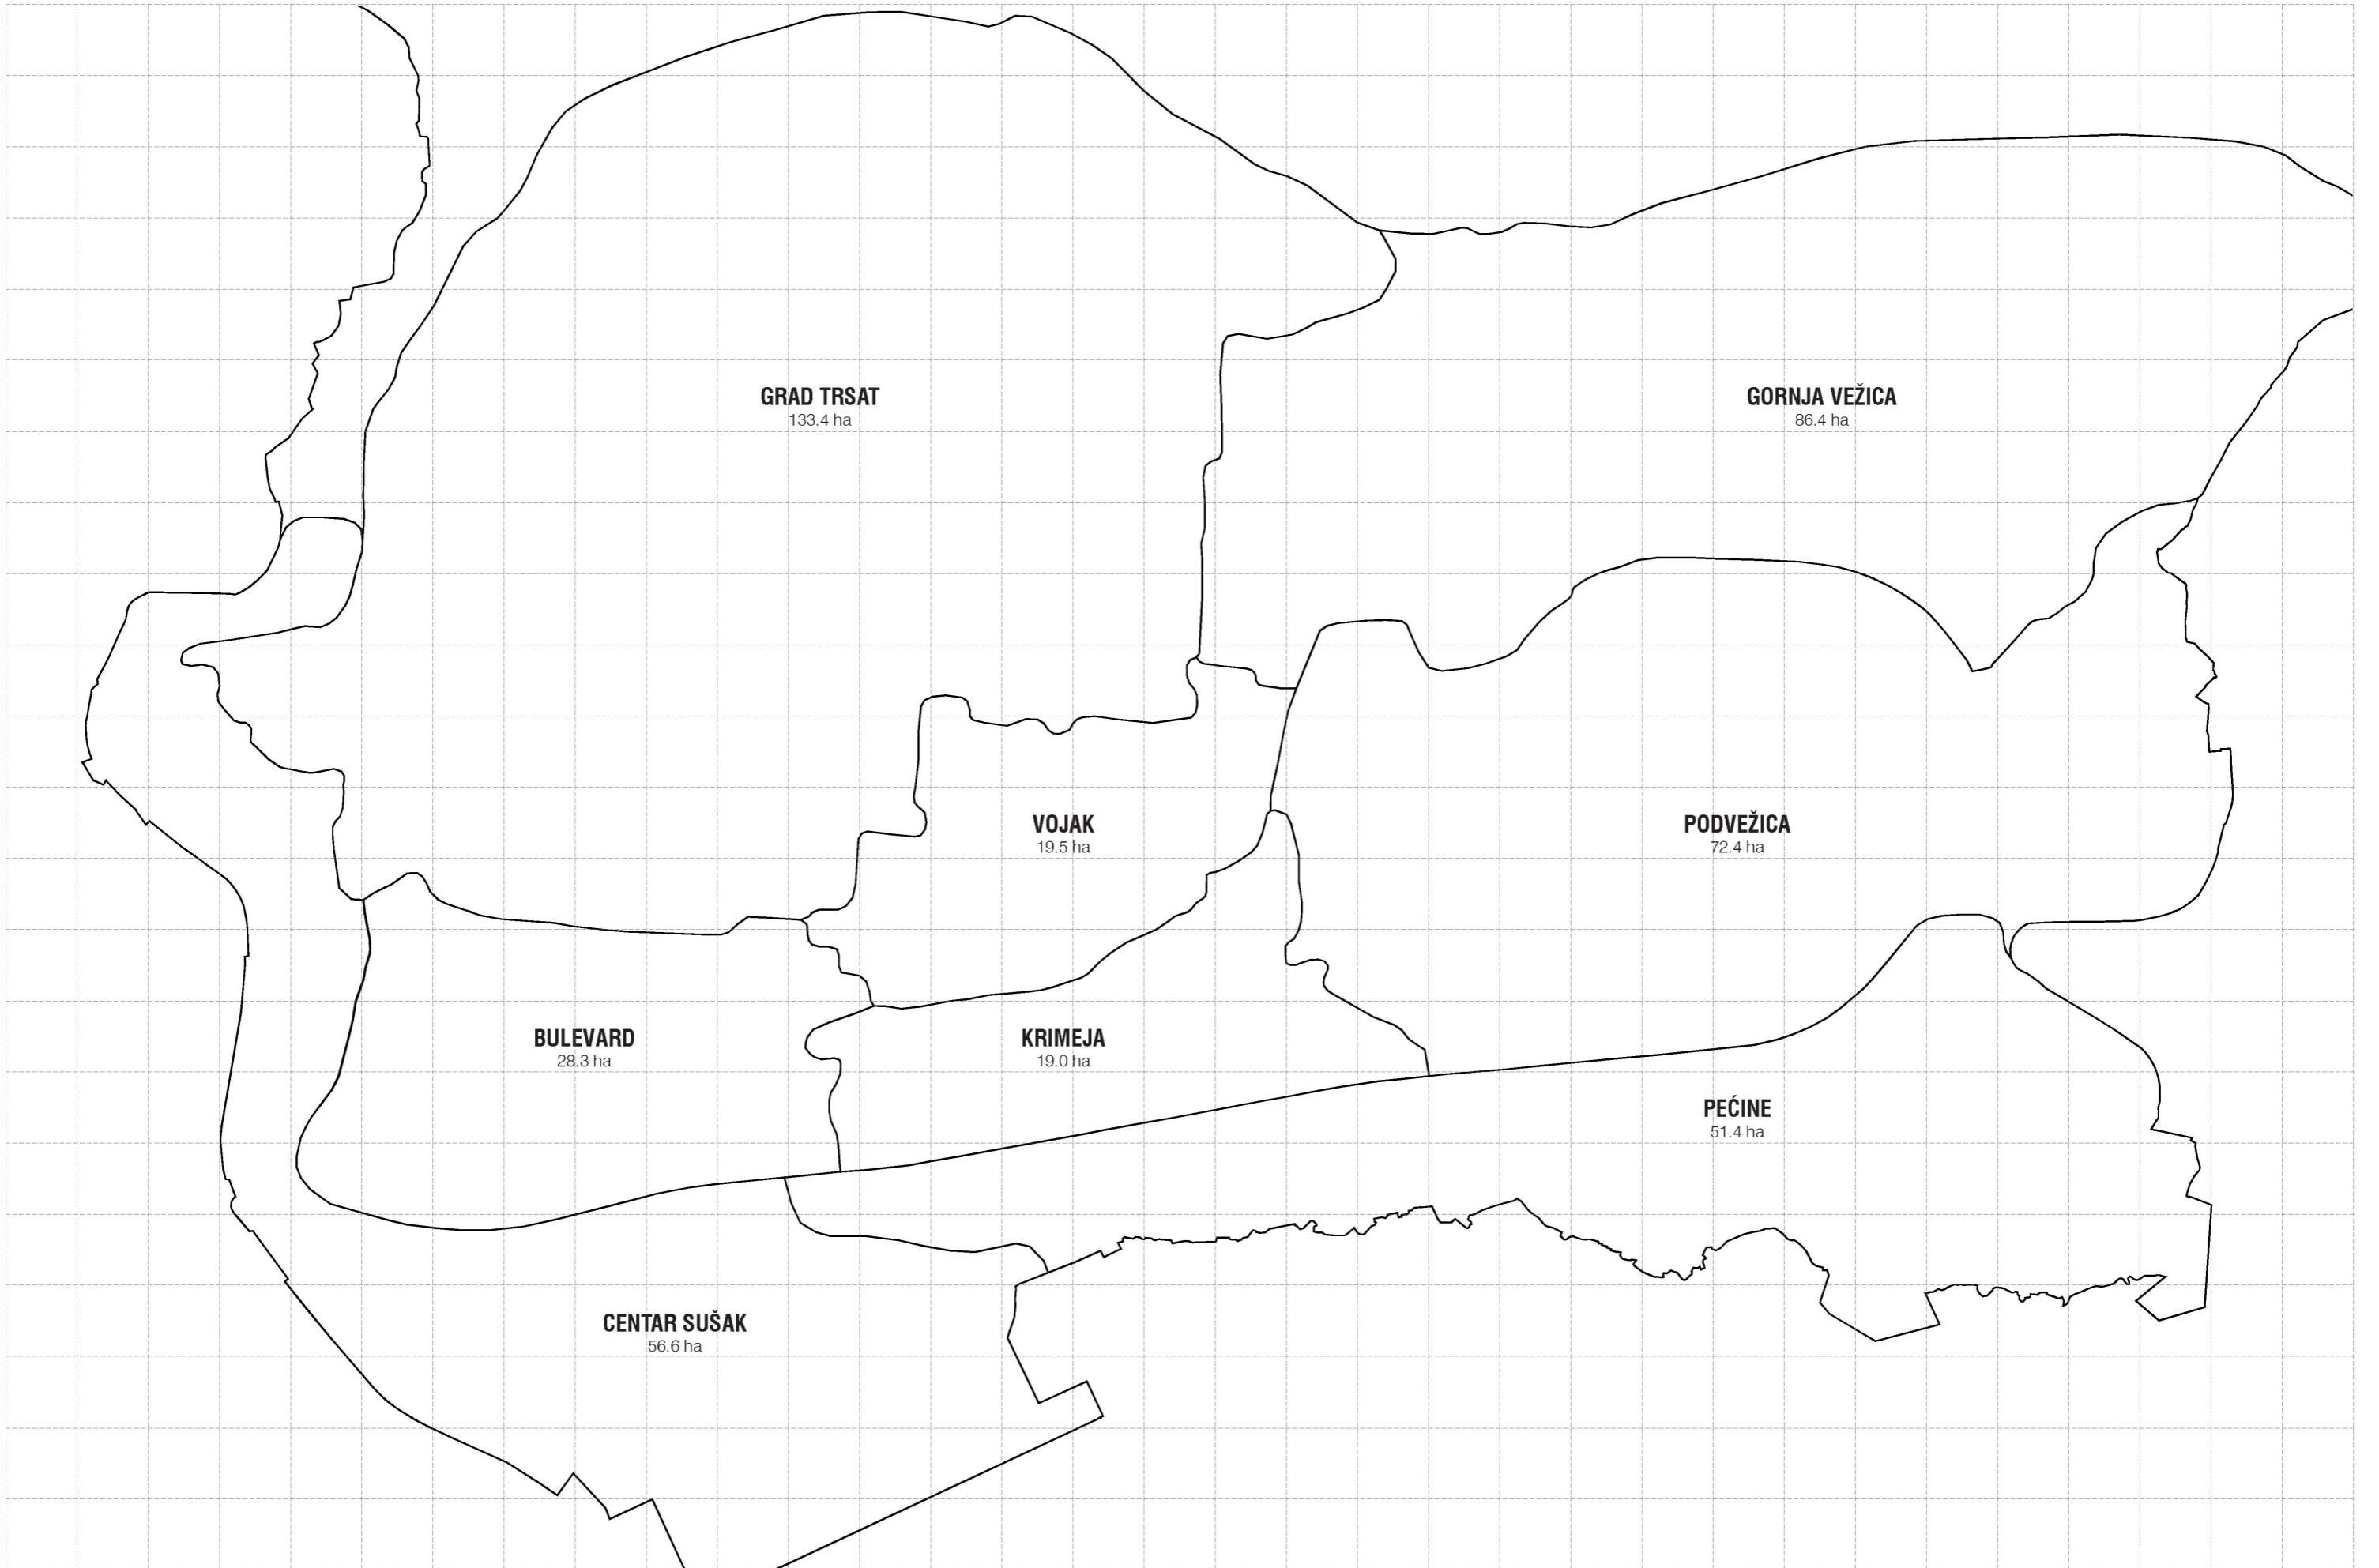 GRAD TRSAT
133.4 ha
GORNJA VEŽICA
86.4 ha
VOJAK
19.5 ha
PODVEŽICA
72.4 ha
BULEVARD
28.3 ha
KRIMEJA
19.0 ha
PEĆINE
51.4 ha
CENTAR SUŠAK
56.6 ha